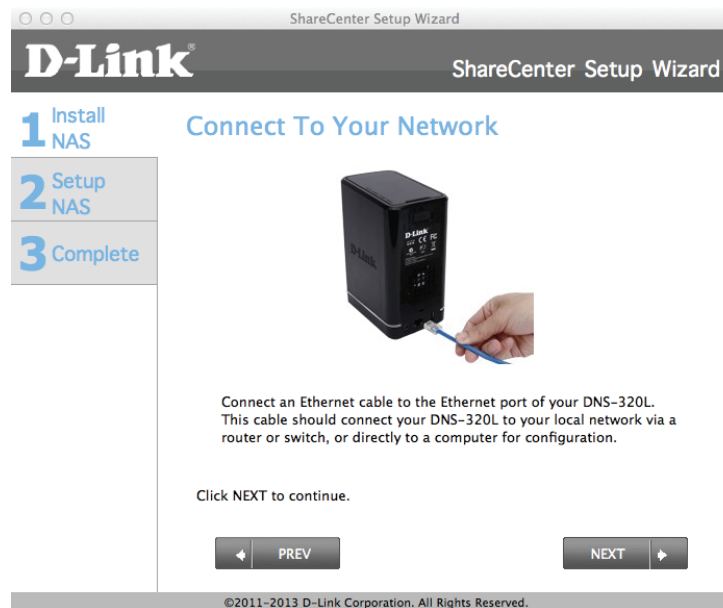 ShareCenter Setup Wizard
D-Link®
ShareCenter Setup Wizard
1 Install NAS
2 Setup NAS
3 Complete
Connect To Your Network
D-Link
D-Link
Connect an Ethernet cable to the Ethernet port of your DNS-320L.
This cable should connect your DNS-320L to your local network via a
router or switch, or directly to a computer for configuration.
Click NEXT to continue.
PREV
NEXT
©2011-2013 D-Link Corporation. All Rights Reserved.